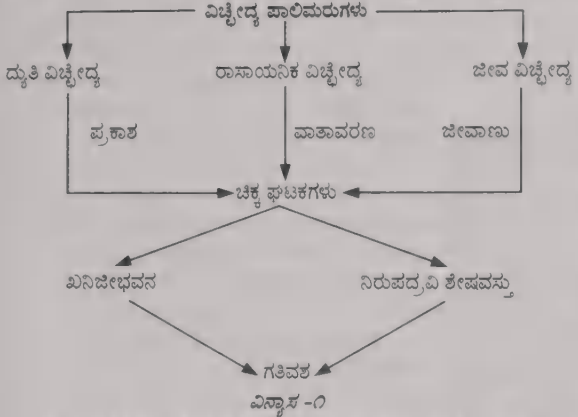 ವಿಚ್ಛೇದ್ಯ ಪಾಲಿಮರುಗಳು
ದ್ಯುತಿ ವಿಚ್ಛೇದ್ಯ ರಾಸಾಯನಿಕ ವಿಚ್ಛೇದ್ಯ ಜೀವ ವಿಚ್ಛೇದ್ಯ
ಪ್ರಕಾಶ ವಾತಾವರಣ ಜೀವಾಣು
ಚಿಕ್ಕ ಘಟಕಗಳು
ಖನಿಜೀಭವನ ನಿರುಪದ್ರವಿ ಶೇಷವಸ್ತು
ಗತಿವಶ
ವಿನ್ಯಾಸ -೧